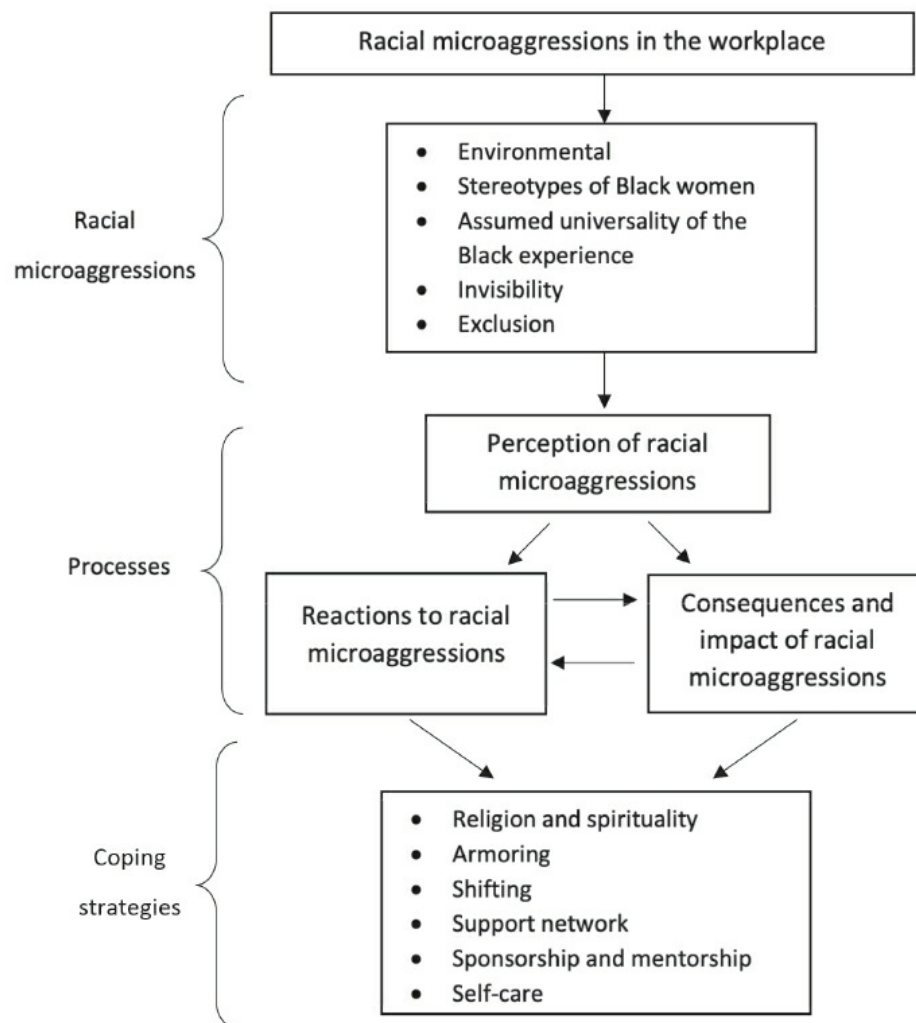 Racial microaggressions in the workplace
Racial
microaggressions
• Environmental
• Stereotypes of Black women
• Assumed universality of the
Black experience
• Invisibility
• Exclusion
Processes
Perception of racial
microaggressions
Reactions to racial
microaggressions
Consequences and
impact of racial
microaggressions
Coping
strategies
• Religion and spirituality
• Armoring
• Shifting
• Support network
• Sponsorship and mentorship
• Self-care